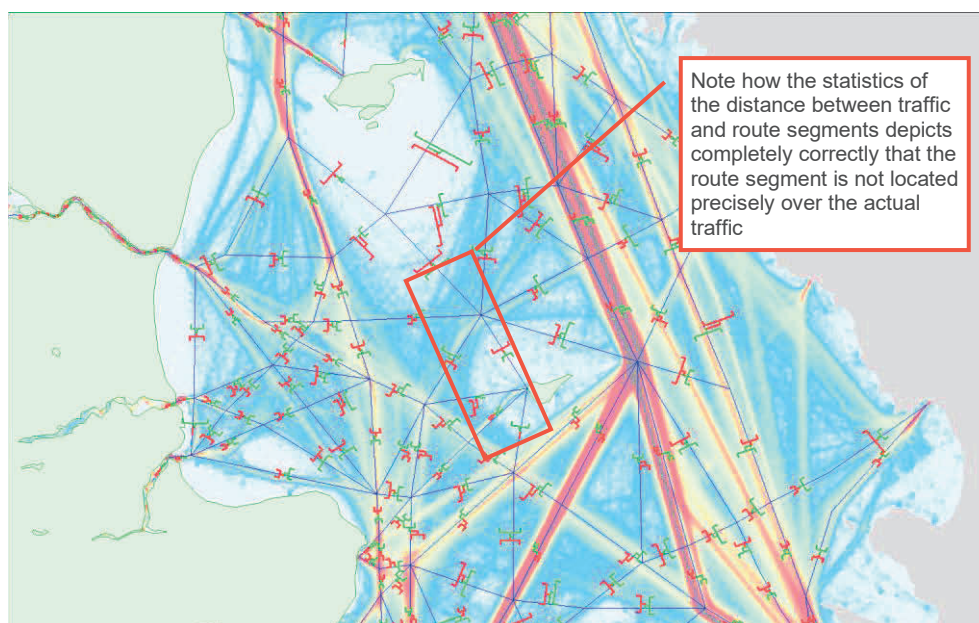 Note how the statistics of
the distance between traffic
and route segments depicts
completely correctly that the
route segment is not located
precisely over the actual
traffic